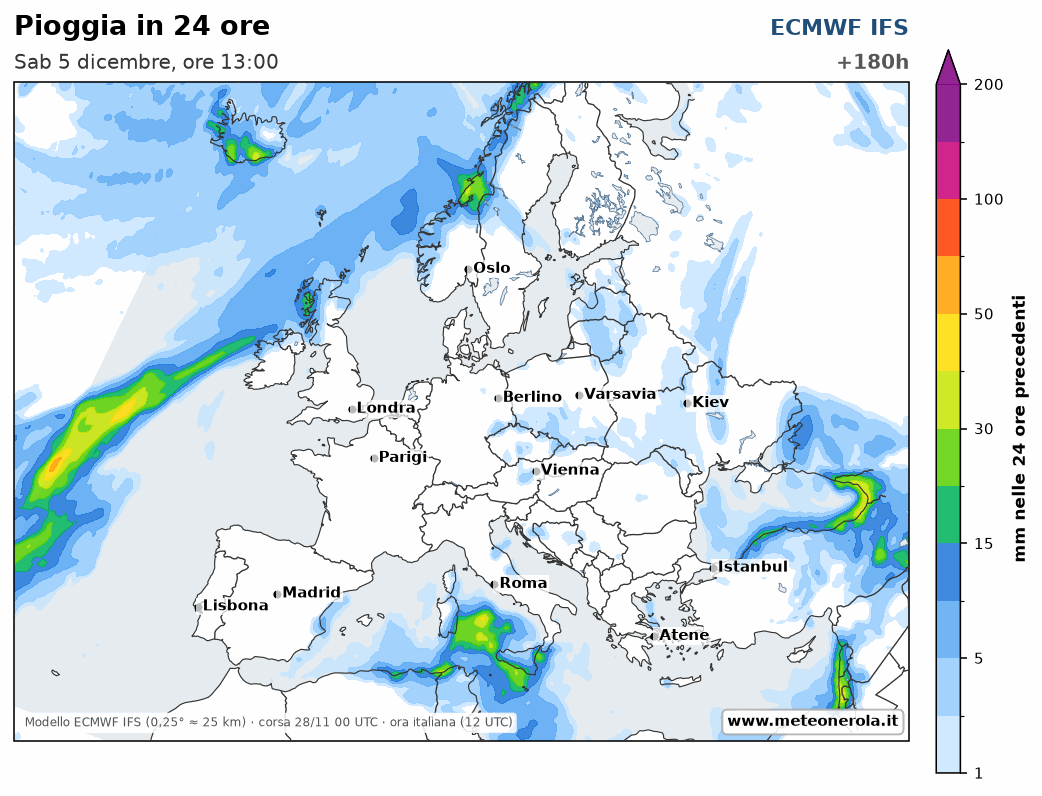 Pioggia in 24 ore
ECMWF IFS
Sab 5 dicembre, ore 13:00
+180h
200
100
50
30
15
5
1
mm nelle 24 ore precedenti
Oslo
Berlino
Varsavia
Kiev
Londra
Parigi
Vienna
Istanbul
Roma
Madrid
Lisbona
Atene
Modello ECMWF IFS (0,25° ≈ 25 km) · corsa 28/11 00 UTC · ora italiana (12 UTC)
www.meteonerola.it